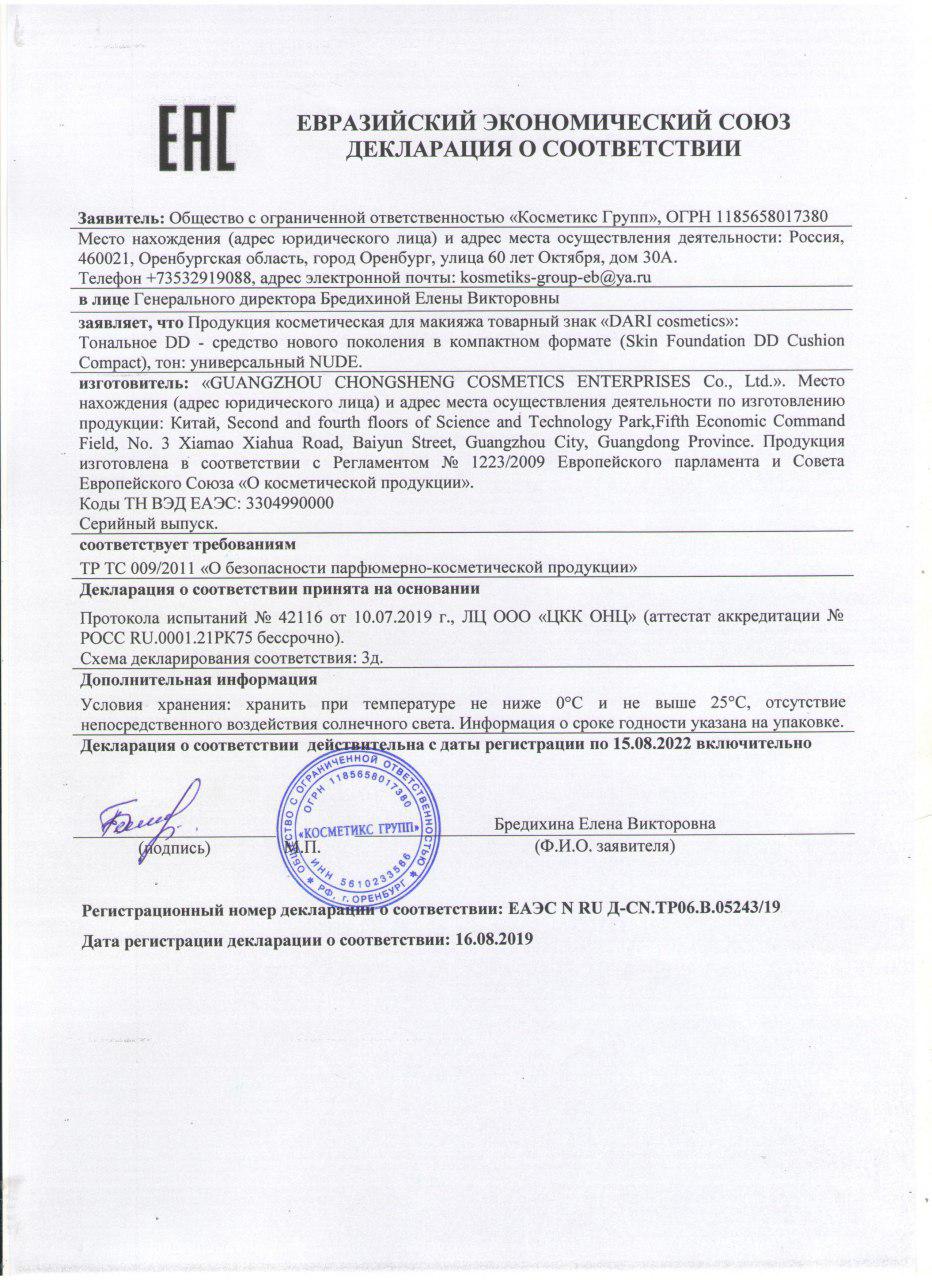 EAC
ЕВРАЗИЙСКИЙ ЭКОНОМИЧЕСКИЙ СОЮЗ
ДЕКЛАРАЦИЯ О СООТВЕТСТВИИ
Заявитель: Общество с ограниченной ответственностью «Косметикс Групп», ОГРН 1185658017380
Место нахождения (адрес юридического лица) и адрес места осуществления деятельности: Россия,
460021, Оренбургская область, город Оренбург, улица 60 лет Октября, дом 30А.
Телефон +73532919088, адрес электронной почты: kosmetiks-group-eb@ya.ru
в лице Генерального директора Бредихиной Елены Викторовны
заявляет, что Продукция косметическая для макияжа товарный знак «DARI cosmetics»:
Тональное DD - средство нового поколения в компактном формате (Skin Foundation DD Cushion
Compact), тон: универсальный NUDE.
изготовитель: «GUANGZHOU CHONGSHENG COSMETICS ENTERPRISES Co., Ltd.». Место
нахождения (адрес юридического лица) и адрес места осуществления деятельности по изготовлению
продукции: Китай, Second and fourth floors of Science and Technology Park,Fifth Economic Command
Field, No. 3 Xiamao Xiahua Road, Baiyun Street, Guangzhou City, Guangdong Province. Продукция
изготовлена в соответствии с Регламентом № 1223/2009 Европейского парламента и Совета
Европейского Союза «О косметической продукции».
Коды ТН ВЭД ЕАЭС: 3304990000
Серийный выпуск.
соответствует требованиям
ТР ТС 009/2011 «О безопасности парфюмерно-косметической продукции»
Декларация о соответствии принята на основании
Протокола испытаний № 42116 от 10.07.2019 г., ЛЦ ООО «ЦКК ОНЦ» (аттестат аккредитации №
РОСС RU.0001.21РК75 бессрочно).
Схема декларирования соответствия: 3д.
Дополнительная информация
Условия хранения: хранить при температуре не ниже 0°С и не выше 25°С, отсутствие
непосредственного воздействия солнечного света. Информация о сроке годности указана на упаковке.
Декларация о соответствии действительна с даты регистрации по 15.08.2022 включительно
ОБЩЕСТВО С ОГРАНИЧЕННОЙ ОТВЕТСТВЕННОСТЬЮ
ОГРН 1185658017380
«КОСМЕТИКС ГРУПП»
ИНН 5610233566
РФ, г. ОРЕНБУРГ
Бредихина Елена Викторовна
(подпись) М.П. (Ф.И.О. заявителя)
Регистрационный номер декларации о соответствии: ЕАЭС N RU Д-CN.ТР06.В.05243/19
Дата регистрации декларации о соответствии: 16.08.2019